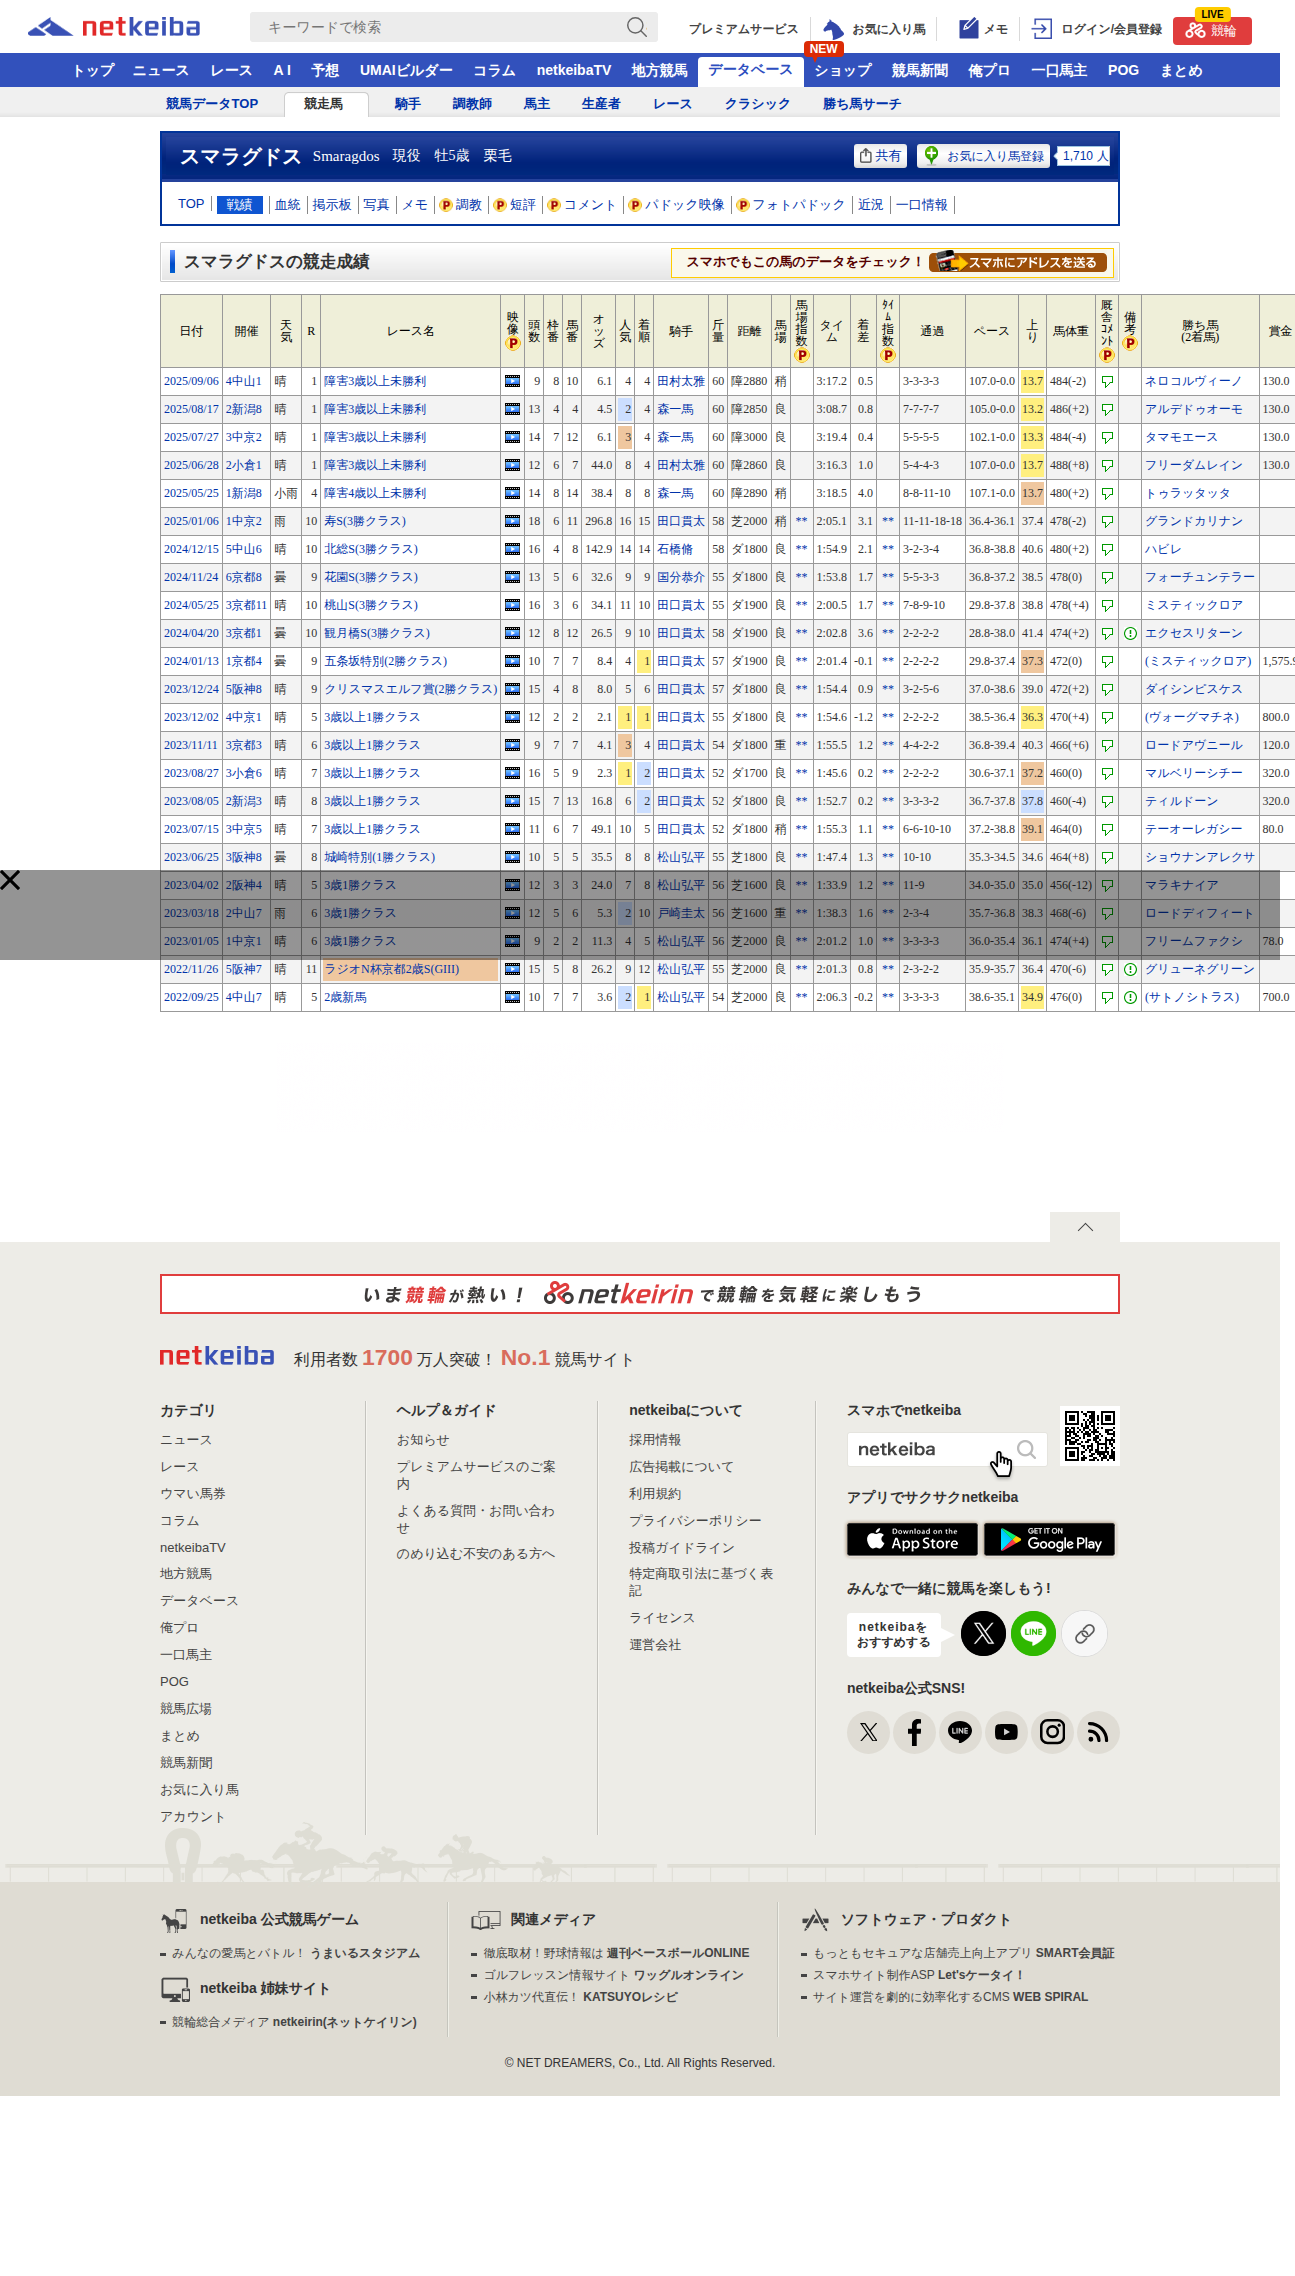 netkeiba
キーワードで検索
プレミアムサービス お気に入り馬 メモ ログイン/会員登録 LIVE 競輪
NEW
トップ ニュース レース A I 予想 UMAIビルダー コラム netkeibaTV 地方競馬 データベース ショップ 競馬新聞 俺プロ 一口馬主 POG まとめ
競馬データTOP 競走馬 騎手 調教師 馬主 生産者 レース クラシック 勝ち馬サーチ
スマラグドス Smaragdos 現役 牡5歳 栗毛 共有 お気に入り馬登録 1,710 人
TOP 戦績 血統 掲示板 写真 メモ P 調教 P 短評 P コメント P パドック映像 P フォトパドック 近況 一口情報
スマラグドスの競走成績 スマホでもこの馬のデータをチェック！ スマホにアドレスを送る
日付 開催 天気 R レース名 映像P 頭数 枠番 馬番 オッズ 人気 着順 騎手 斤量 距離 馬場 馬場指数P タイム 着差 ﾀｲﾑ指数P 通過 ペース 上り 馬体重 厩舎ｺﾒﾝﾄP 備考P 勝ち馬(2着馬) 賞金
2025/09/06 4中山1 晴 1 障害3歳以上未勝利 9 8 10 6.1 4 4 田村太雅 60 障2880 稍 3:17.2 0.5 3-3-3-3 107.0-0.0 13.7 484(-2) ネロコルヴィーノ 130.0
2025/08/17 2新潟8 晴 1 障害3歳以上未勝利 13 4 4 4.5 2 4 森一馬 60 障2850 良 3:08.7 0.8 7-7-7-7 105.0-0.0 13.2 486(+2) アルデドゥオーモ 130.0
2025/07/27 3中京2 晴 1 障害3歳以上未勝利 14 7 12 6.1 3 4 森一馬 60 障3000 良 3:19.4 0.4 5-5-5-5 102.1-0.0 13.3 484(-4) タマモエース 130.0
2025/06/28 2小倉1 晴 1 障害3歳以上未勝利 12 6 7 44.0 8 4 田村太雅 60 障2860 良 3:16.3 1.0 5-4-4-3 107.0-0.0 13.7 488(+8) フリーダムレイン 130.0
2025/05/25 1新潟8 小雨 4 障害4歳以上未勝利 14 8 14 38.4 8 8 森一馬 60 障2890 稍 3:18.5 4.0 8-8-11-10 107.1-0.0 13.7 480(+2) トゥラッタッタ
2025/01/06 1中京2 雨 10 寿S(3勝クラス) 18 6 11 296.8 16 15 田口貫太 58 芝2000 稍 ** 2:05.1 3.1 ** 11-11-18-18 36.4-36.1 37.4 478(-2) グランドカリナン
2024/12/15 5中山6 晴 10 北総S(3勝クラス) 16 4 8 142.9 14 14 石橋脩 58 ダ1800 良 ** 1:54.9 2.1 ** 3-2-3-4 36.8-38.8 40.6 480(+2) ハビレ
2024/11/24 6京都8 曇 9 花園S(3勝クラス) 13 5 6 32.6 9 9 国分恭介 55 ダ1800 良 ** 1:53.8 1.7 ** 5-5-3-3 36.8-37.2 38.5 478(0) フォーチュンテラー
2024/05/25 3京都11 晴 10 桃山S(3勝クラス) 16 3 6 34.1 11 10 田口貫太 55 ダ1900 良 ** 2:00.5 1.7 ** 7-8-9-10 29.8-37.8 38.8 478(+4) ミスティックロア
2024/04/20 3京都1 曇 10 観月橋S(3勝クラス) 12 8 12 26.5 9 10 田口貫太 58 ダ1900 良 ** 2:02.8 3.6 ** 2-2-2-2 28.8-38.0 41.4 474(+2) エクセスリターン
2024/01/13 1京都4 曇 9 五条坂特別(2勝クラス) 10 7 7 8.4 4 1 田口貫太 57 ダ1900 良 ** 2:01.4 -0.1 ** 2-2-2-2 29.8-37.4 37.3 472(0) (ミスティックロア) 1,575.9
2023/12/24 5阪神8 晴 9 クリスマスエルフ賞(2勝クラス) 15 4 8 8.0 5 6 田口貫太 57 ダ1800 良 ** 1:54.4 0.9 ** 3-2-5-6 37.0-38.6 39.0 472(+2) ダイシンピスケス
2023/12/02 4中京1 晴 5 3歳以上1勝クラス 12 2 2 2.1 1 1 田口貫太 55 ダ1800 良 ** 1:54.6 -1.2 ** 2-2-2-2 38.5-36.4 36.3 470(+4) (ヴォーグマチネ) 800.0
2023/11/11 3京都3 晴 6 3歳以上1勝クラス 9 7 7 4.1 3 4 田口貫太 54 ダ1800 重 ** 1:55.5 1.2 ** 4-4-2-2 36.8-39.4 40.3 466(+6) ロードアヴニール 120.0
2023/08/27 3小倉6 晴 7 3歳以上1勝クラス 16 5 9 2.3 1 2 田口貫太 52 ダ1700 良 ** 1:45.6 0.2 ** 2-2-2-2 30.6-37.1 37.2 460(0) マルベリーシチー 320.0
2023/08/05 2新潟3 晴 8 3歳以上1勝クラス 15 7 13 16.8 6 2 田口貫太 52 ダ1800 良 ** 1:52.7 0.2 ** 3-3-3-2 36.7-37.8 37.8 460(-4) ティルドーン 320.0
2023/07/15 3中京5 晴 7 3歳以上1勝クラス 11 6 7 49.1 10 5 田口貫太 52 ダ1800 稍 ** 1:55.3 1.1 ** 6-6-10-10 37.2-38.8 39.1 464(0) テーオーレガシー 80.0
2023/06/25 3阪神8 曇 8 城崎特別(1勝クラス) 10 5 5 35.5 8 8 松山弘平 55 芝1800 良 ** 1:47.4 1.3 ** 10-10 35.3-34.5 34.6 464(+8) ショウナンアレクサ
2023/04/02 2阪神4 晴 5 3歳1勝クラス 12 3 3 24.0 7 8 松山弘平 56 芝1600 良 ** 1:33.9 1.2 ** 11-9 34.0-35.0 35.0 456(-12) マラキナイア
2023/03/18 2中山7 雨 6 3歳1勝クラス 12 5 6 5.3 2 10 戸崎圭太 56 芝1600 重 ** 1:38.3 1.6 ** 2-3-4 35.7-36.8 38.3 468(-6) ロードディフィート
2023/01/05 1中京1 晴 6 3歳1勝クラス 9 2 2 11.3 4 5 松山弘平 56 芝2000 良 ** 2:01.2 1.0 ** 3-3-3-3 36.0-35.4 36.1 474(+4) フリームファクシ 78.0
2022/11/26 5阪神7 晴 11 ラジオN杯京都2歳S(GIII) 15 5 8 26.2 9 12 松山弘平 55 芝2000 良 ** 2:01.3 0.8 ** 2-3-2-2 35.9-35.7 36.4 470(-6) グリューネグリーン
2022/09/25 4中山7 晴 5 2歳新馬 10 7 7 3.6 2 1 松山弘平 54 芝2000 良 ** 2:06.3 -0.2 ** 3-3-3-3 38.6-35.1 34.9 476(0) (サトノシトラス) 700.0
いま競輪が熱い！ netkeirinで競輪を気軽に楽しもう
netkeiba 利用者数 1700 万人突破！ No.1 競馬サイト
カテゴリ
ニュース
レース
ウマい馬券
コラム
netkeibaTV
地方競馬
データベース
俺プロ
一口馬主
POG
競馬広場
まとめ
競馬新聞
お気に入り馬
アカウント
ヘルプ＆ガイド
お知らせ
プレミアムサービスのご案
内
よくある質問・お問い合わ
せ
のめり込む不安のある方へ
netkeibaについて
採用情報
広告掲載について
利用規約
プライバシーポリシー
投稿ガイドライン
特定商取引法に基づく表
記
ライセンス
運営会社
スマホでnetkeiba
netkeiba
アプリでサクサクnetkeiba
Download on the App Store
GET IT ON Google Play
みんなで一緒に競馬を楽しもう!
netkeibaを
おすすめする
LINE
netkeiba公式SNS!
LINE
netkeiba 公式競馬ゲーム
みんなの愛馬とバトル！ うまいるスタジアム
netkeiba 姉妹サイト
競輪総合メディア netkeirin(ネットケイリン)
関連メディア
徹底取材！野球情報は 週刊ベースボールONLINE
ゴルフレッスン情報サイト ワッグルオンライン
小林カツ代直伝！ KATSUYOレシピ
ソフトウェア・プロダクト
もっともセキュアな店舗売上向上アプリ SMART会員証
スマホサイト制作ASP Let'sケータイ！
サイト運営を劇的に効率化するCMS WEB SPIRAL
© NET DREAMERS, Co., Ltd. All Rights Reserved.